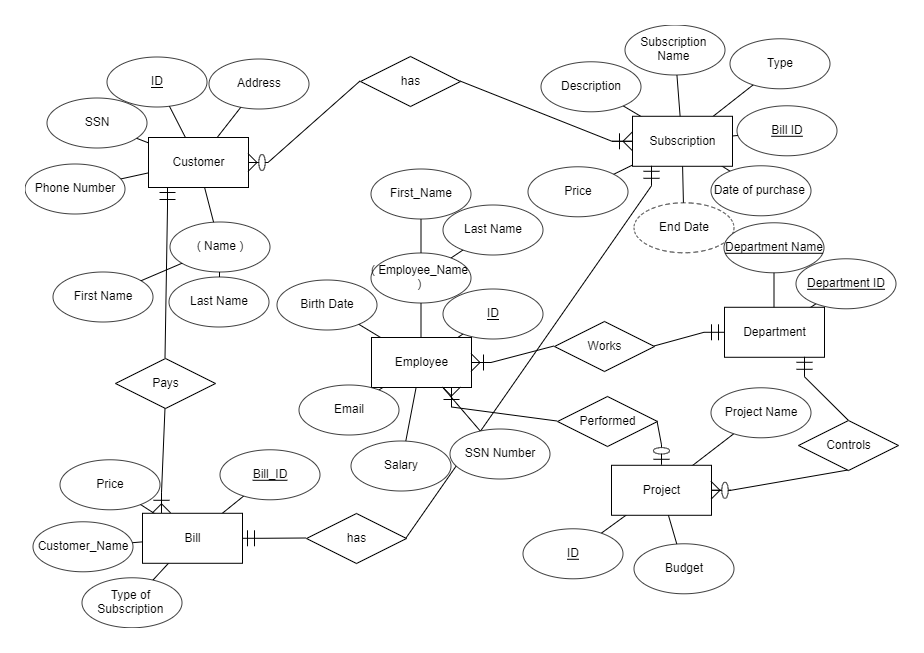 Subscription
Name
ID
Address
has
Type
Description
SSN
Bill ID
Subscription
Customer
Phone Number
Price
Date of purchase
First_Name
End Date
Last Name
( Name )
Department Name
( Employee_Name
)
Department ID
First Name
Last Name
Birth Date
ID
Department
Works
Employee
Pays
Email
Project Name
Performed
Controls
SSN Number
Salary
Bill_ID
Price
Project
Bill
has
Customer_Name
ID
Budget
Type of
Subscription